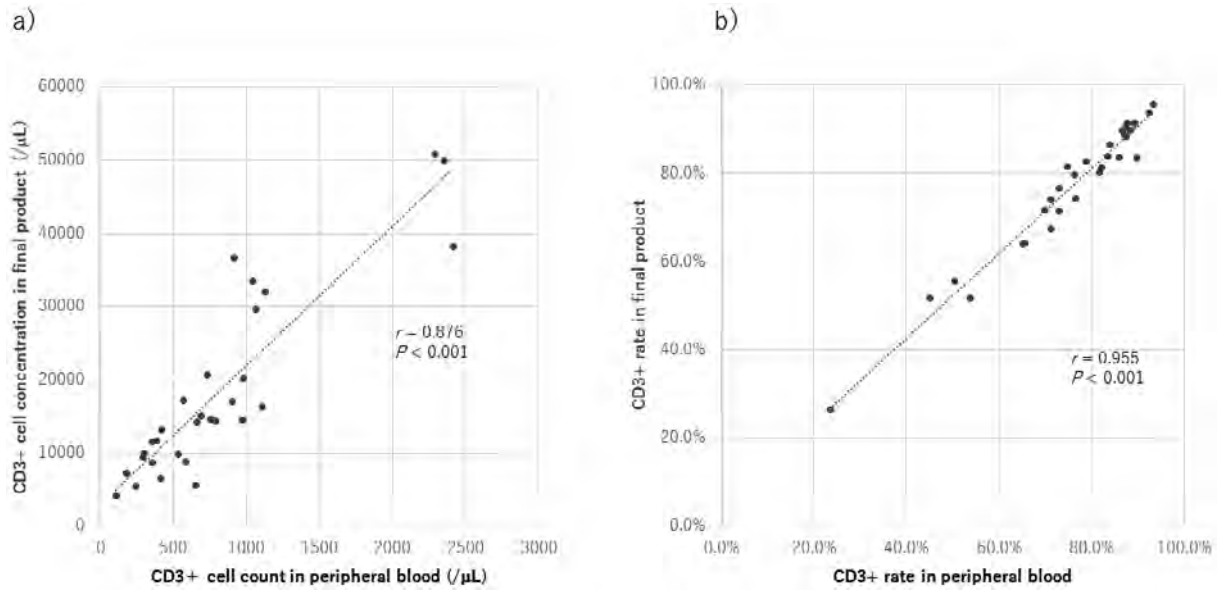 a)
CD3+ cell concentration in final product (/μL)
60000
50000
40000
30000
20000
10000
0
r = 0.876
P < 0.001
0 500 1000 1500 2000 2500 3000
CD3+ cell count in peripheral blood (/μL)
b)
CD3+ rate in final product
100.0%
80.0%
60.0%
40.0%
20.0%
0.0%
r = 0.955
P < 0.001
0.0% 20.0% 40.0% 60.0% 80.0% 100.0%
CD3+ rate in peripheral blood